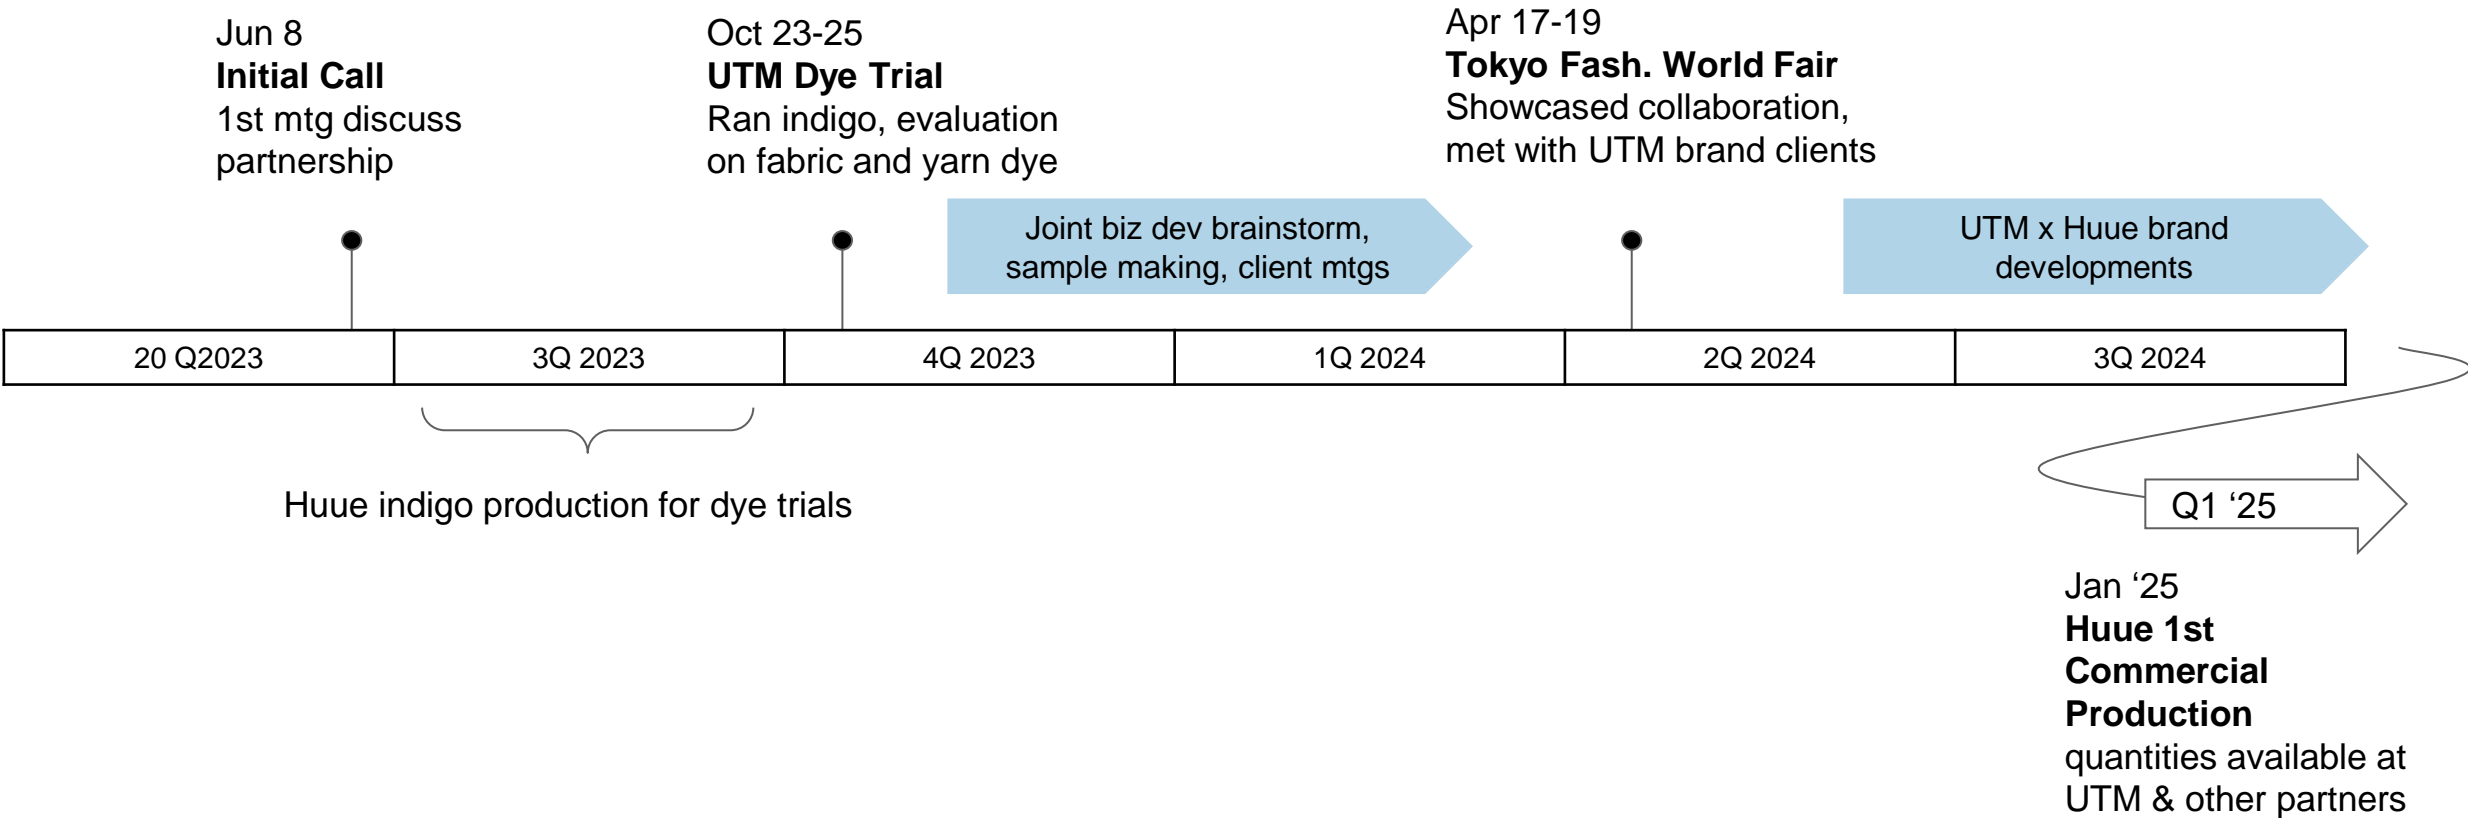 Jun 8
Initial Call
1st mtg discuss
partnership
Oct 23-25
UTM Dye Trial
Ran indigo, evaluation
on fabric and yarn dye
Apr 17-19
Tokyo Fash. World Fair
Showcased collaboration,
met with UTM brand clients
Joint biz dev brainstorm,
sample making, client mtgs
UTM x Huue brand
developments
20 Q2023
3Q 2023
4Q 2023
1Q 2024
2Q 2024
3Q 2024
Huue indigo production for dye trials
Q1 ‘25
Jan ‘25
Huue 1st
Commercial
Production
quantities available at
UTM & other partners